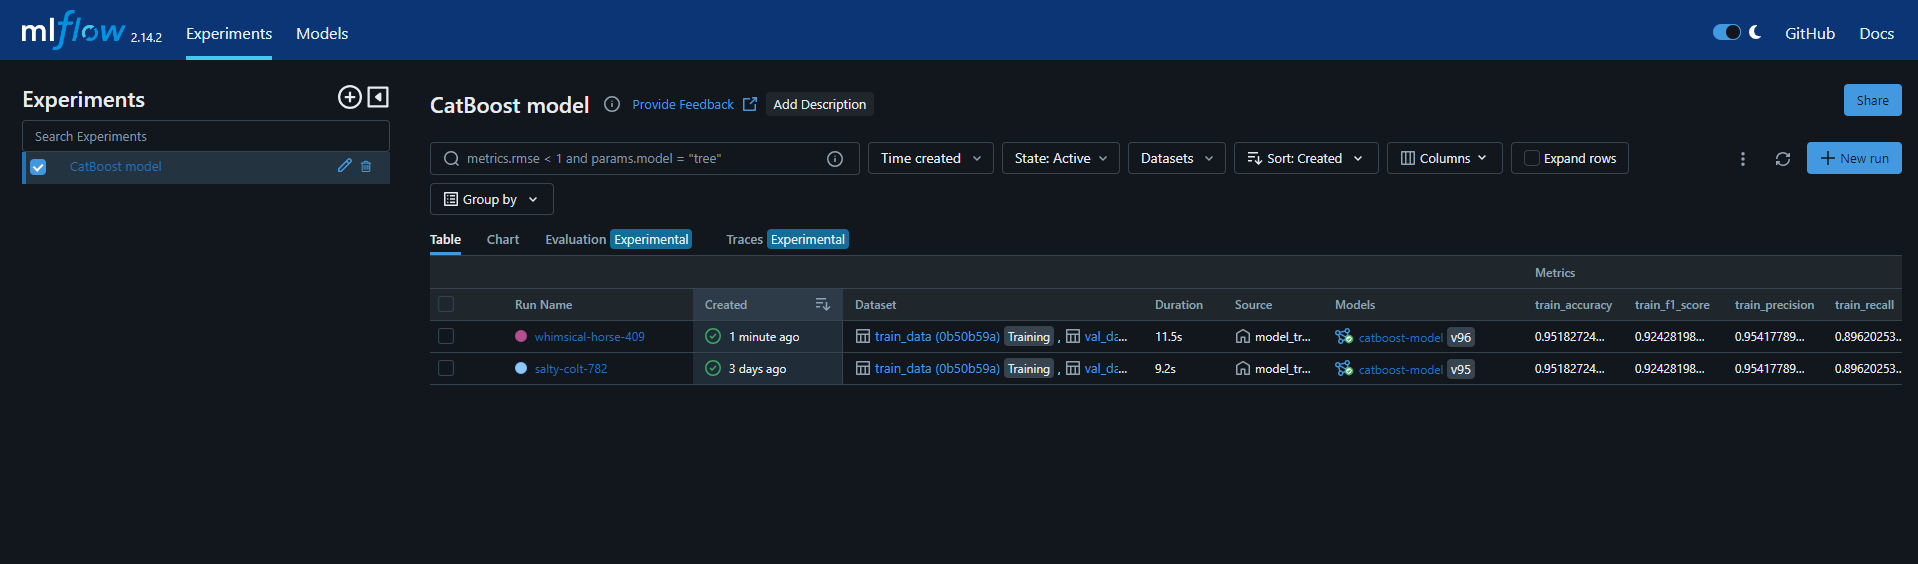 mlflow 2.14.2 Experiments Models GitHub Docs
Experiments
Search Experiments
CatBoost model
CatBoost model Provide Feedback Add Description Share
metrics.rmse < 1 and params.model = "tree" Time created State: Active Datasets Sort: Created Columns Expand rows New run
Group by
Table Chart Evaluation Experimental Traces Experimental
Metrics
Run Name Created Dataset Duration Source Models train_accuracy train_f1_score train_precision train_recall
whimsical-horse-409 1 minute ago train_data (0b50b59a) Training , val_da... 11.5s model_tr... catboost-model v96 0.95182724... 0.92428198... 0.95417789... 0.89620253..
salty-colt-782 3 days ago train_data (0b50b59a) Training , val_da... 9.2s model_tr... catboost-model v95 0.95182724... 0.92428198... 0.95417789... 0.89620253..